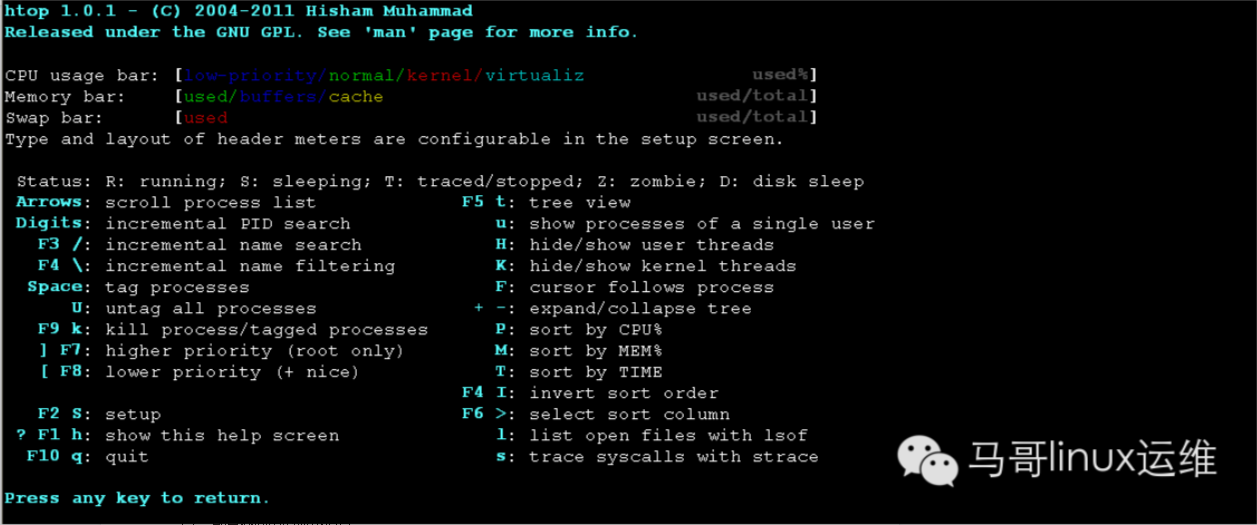 htop 1.0.1 - (C) 2004-2011 Hisham Muhammad
Released under the GNU GPL. See 'man' page for more info.
CPU usage bar: [low-priority/normal/kernel/virtualiz used%]
Memory bar: [used/buffers/cache used/total]
Swap bar: [used used/total]
Type and layout of header meters are configurable in the setup screen.
Status: R: running; S: sleeping; T: traced/stopped; Z: zombie; D: disk sleep
Arrows: scroll process list F5 t: tree view
Digits: incremental PID search u: show processes of a single user
F3 /: incremental name search H: hide/show user threads
F4 \: incremental name filtering K: hide/show kernel threads
Space: tag processes F: cursor follows process
U: untag all processes + -: expand/collapse tree
F9 k: kill process/tagged processes P: sort by CPU%
] F7: higher priority (root only) M: sort by MEM%
[ F8: lower priority (+ nice) T: sort by TIME
F4 I: invert sort order
F2 S: setup F6 >: select sort column
? F1 h: show this help screen l: list open files with lsof
F10 q: quit s: trace syscalls with strace
马哥linux运维
Press any key to return.